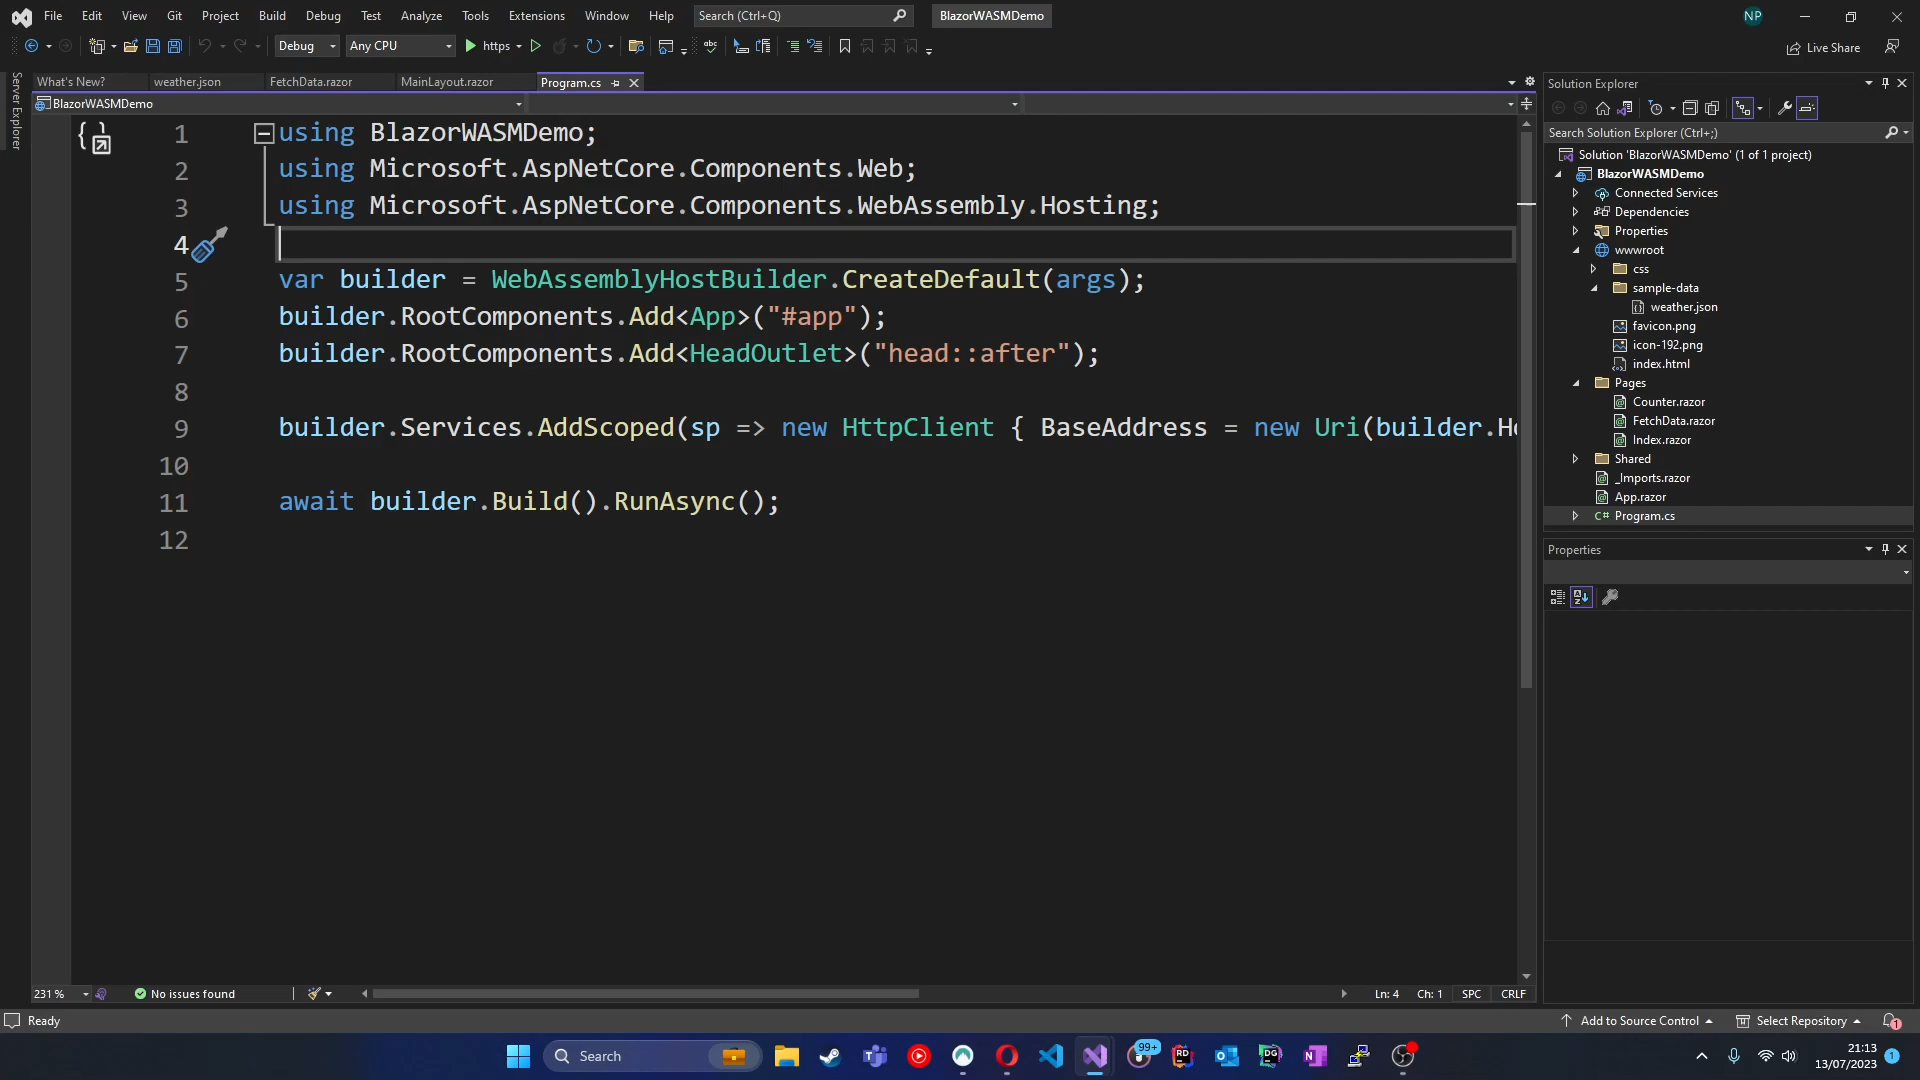 File Edit View Git Project Build Debug Test Analyze Tools Extensions Window Help Search (Ctrl+Q) BlazorWASMDemo NP
Debug Any CPU https Live Share
Server Explorer
What's New? weather.json FetchData.razor MainLayout.razor Program.cs
BlazorWASMDemo
1 using BlazorWASMDemo;
2 using Microsoft.AspNetCore.Components.Web;
3 using Microsoft.AspNetCore.Components.WebAssembly.Hosting;
4
5 var builder = WebAssemblyHostBuilder.CreateDefault(args);
6 builder.RootComponents.Add<App>("#app");
7 builder.RootComponents.Add<HeadOutlet>("head::after");
8
9 builder.Services.AddScoped(sp => new HttpClient { BaseAddress = new Uri(builder.Ho
10
11 await builder.Build().RunAsync();
12
231 % No issues found Ln: 4 Ch: 1 SPC CRLF
Solution Explorer
Search Solution Explorer (Ctrl+;)
Solution 'BlazorWASMDemo' (1 of 1 project)
BlazorWASMDemo
Connected Services
Dependencies
Properties
wwwroot
css
sample-data
weather.json
favicon.png
icon-192.png
index.html
Pages
Counter.razor
FetchData.razor
Index.razor
Shared
_Imports.razor
App.razor
C# Program.cs
Properties
Ready Add to Source Control Select Repository 1
Search 99+ RD DG 21:13
13/07/2023 1